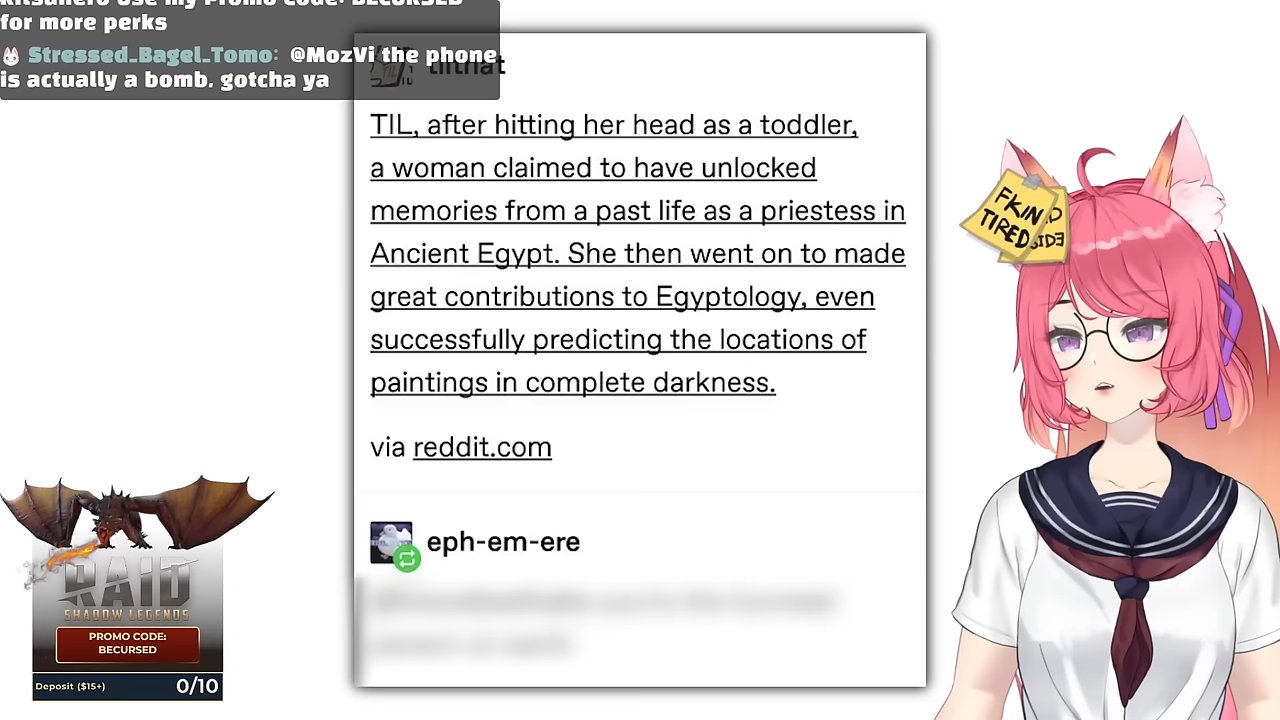 for more perks
Stressed_Bagel_Tomo: @MozVi the phone
is actually a bomb. gotcha ya
tilthat
TIL, after hitting her head as a toddler,
a woman claimed to have unlocked
memories from a past life as a priestess in
Ancient Egypt. She then went on to made
great contributions to Egyptology, even
successfully predicting the locations of
paintings in complete darkness.
via reddit.com
eph-em-ere
FKIN
TIRED
SIDE
RAID
SHADOW LEGENDS
PROMO CODE:
BECURSED
Deposit ($15+) 0/10